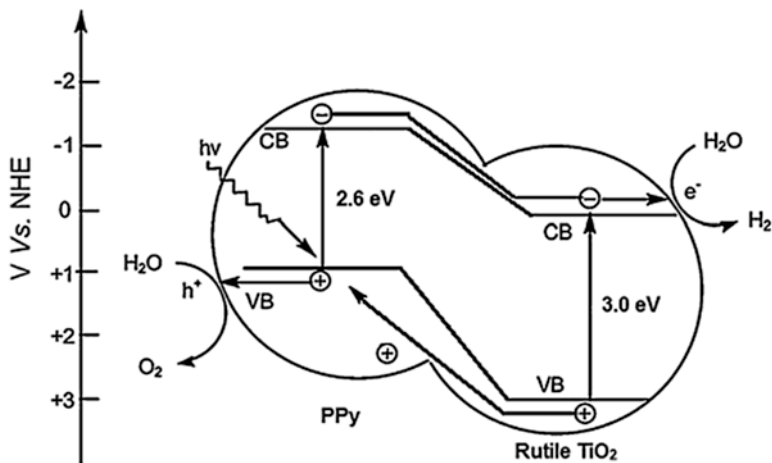 V Vs. NHE
-2
-1
0
+1
+2
+3
hν
CB
2.6 eV
VB
H₂O
h⁺
O₂
PPy
H₂O
e⁻
H₂
CB
3.0 eV
VB
Rutile TiO₂